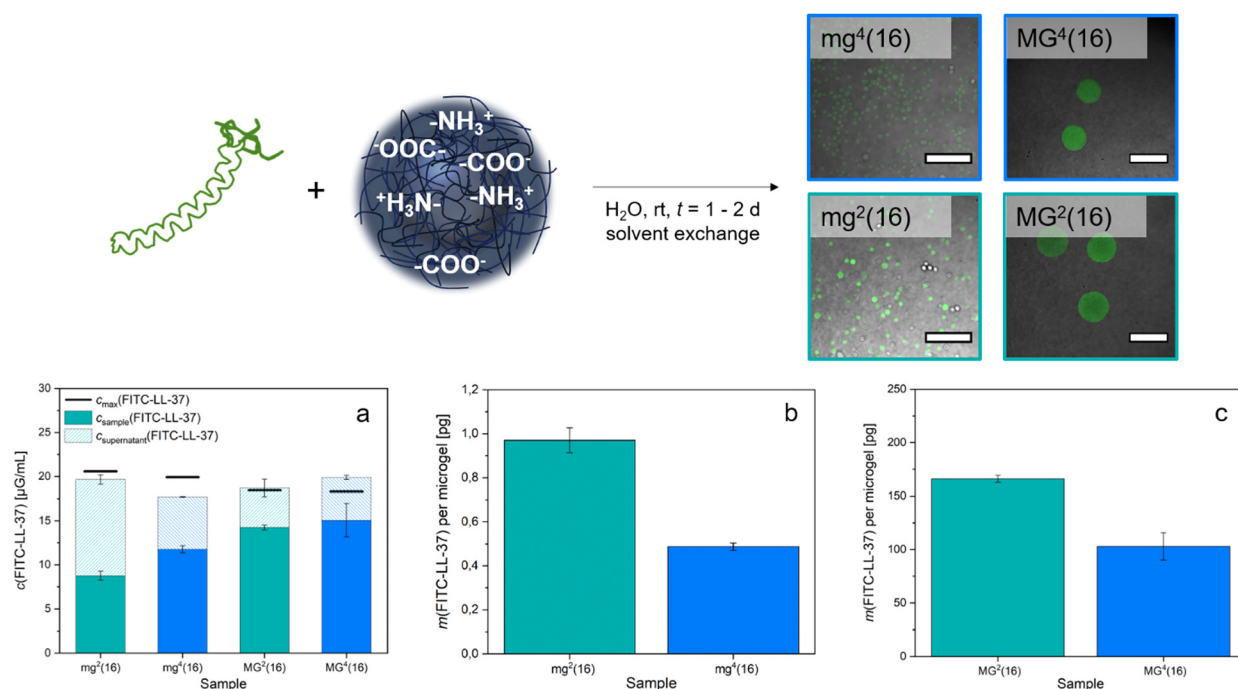 mg⁴(16)
MG⁴(16)
-NH₃⁺
⁻OOC-
-COO⁻
⁺H₃N-
-NH₃⁺
-COO⁻
+
H₂O, rt, t = 1 - 2 d
solvent exchange
mg²(16)
MG²(16)
a
c(FITC-LL-37) [µG/mL]
30
25
20
15
10
5
0
cmax(FITC-LL-37)
csample(FITC-LL-37)
csupernatant(FITC-LL-37)
mg²(16) mg⁴(16) MG²(16) MG⁴(16)
Sample
b
m(FITC-LL-37) per microgel [pg]
1,2
1,0
0,8
0,6
0,4
0,2
0,0
mg²(16) mg⁴(16)
Sample
c
m(FITC-LL-37) per microgel [pg]
250
200
150
100
50
0
MG²(16) MG⁴(16)
Sample